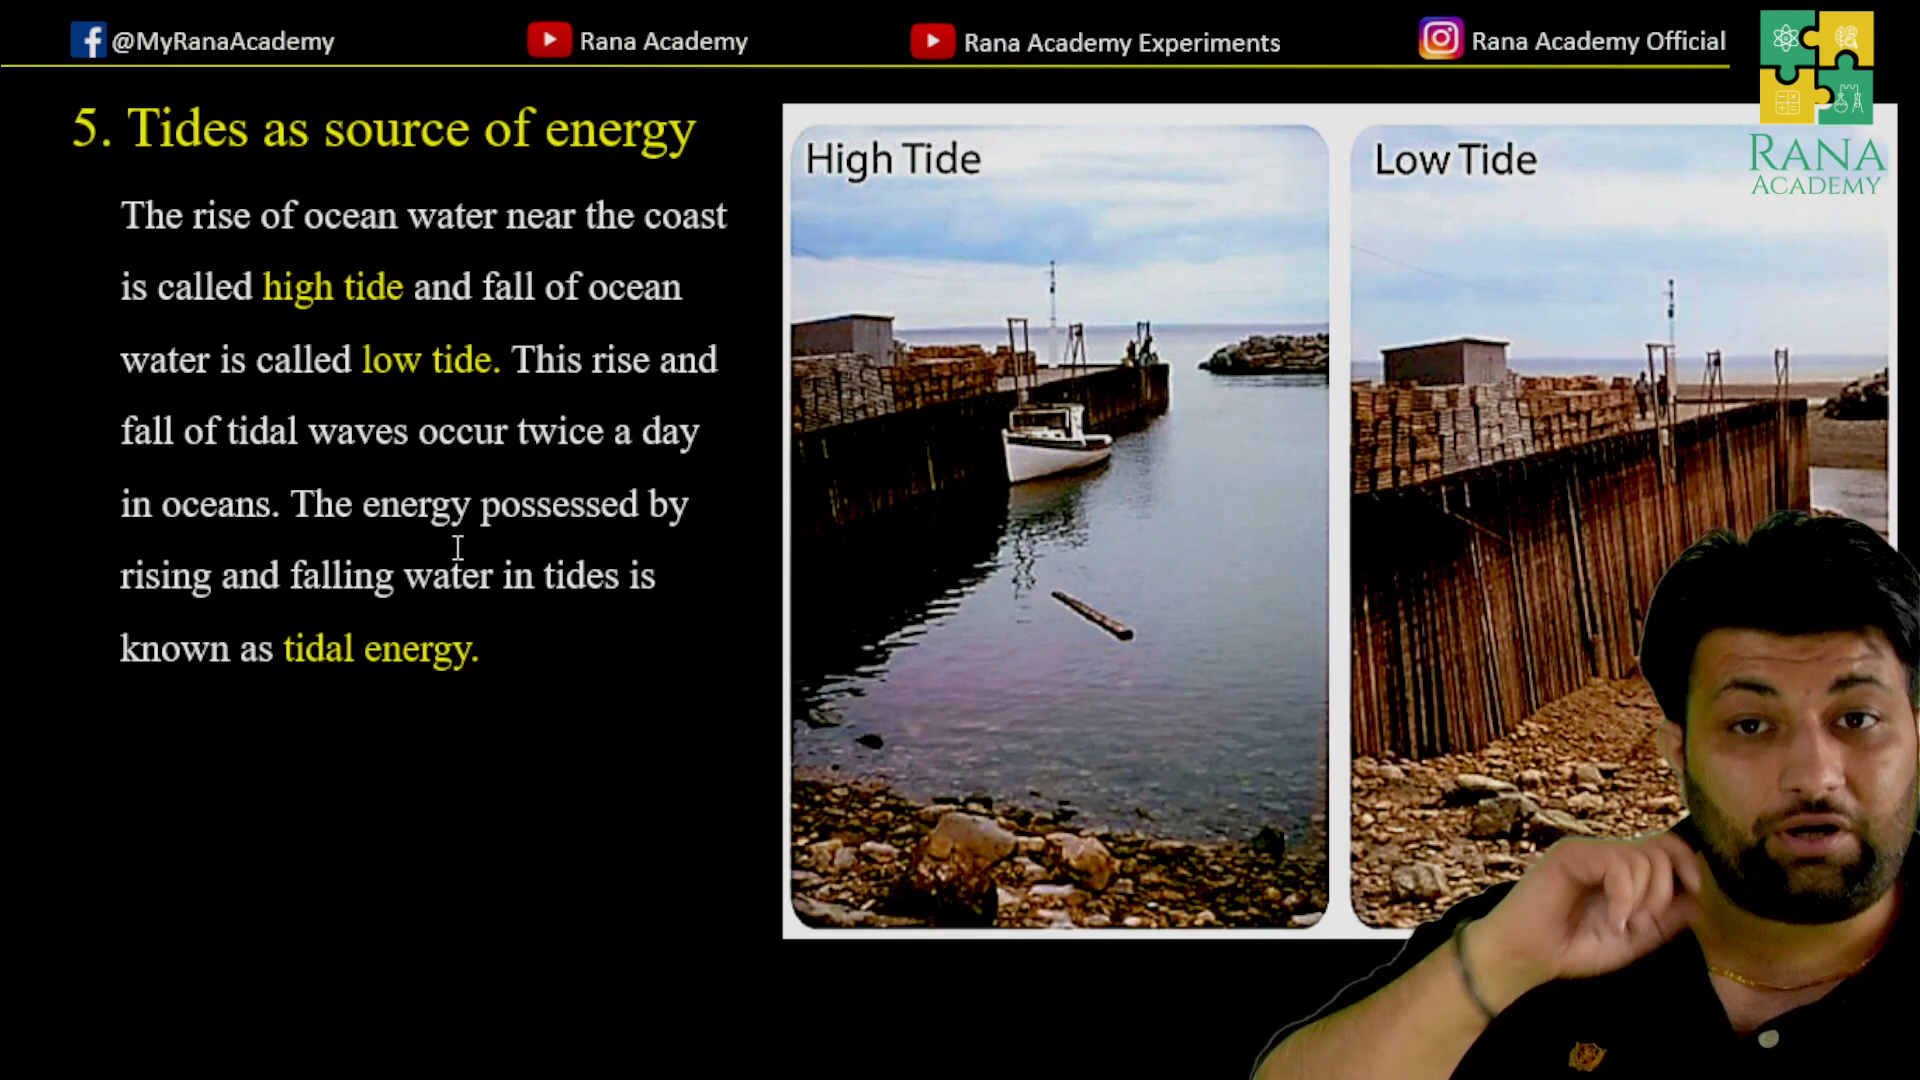 @MyRanaAcademy
Rana Academy
Rana Academy Experiments
Rana Academy Official
RANA
ACADEMY
5. Tides as source of energy
The rise of ocean water near the coast
is called high tide and fall of ocean
water is called low tide. This rise and
fall of tidal waves occur twice a day
in oceans. The energy possessed by
rising and falling water in tides is
known as tidal energy.
High Tide
Low Tide